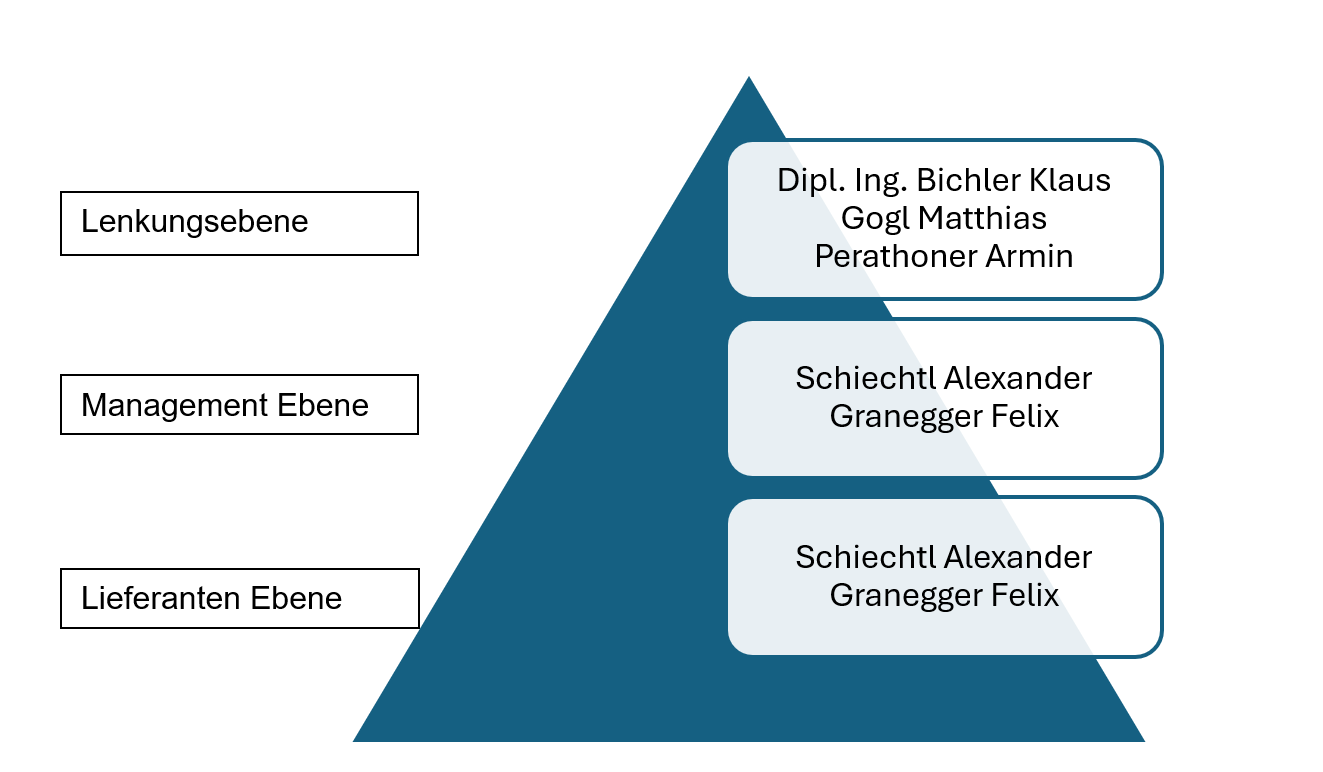 Lenkungsebene
Dipl. Ing. Bichler Klaus
Gogl Matthias
Perathoner Armin
Management Ebene
Schiechtl Alexander
Granegger Felix
Lieferanten Ebene
Schiechtl Alexander
Granegger Felix